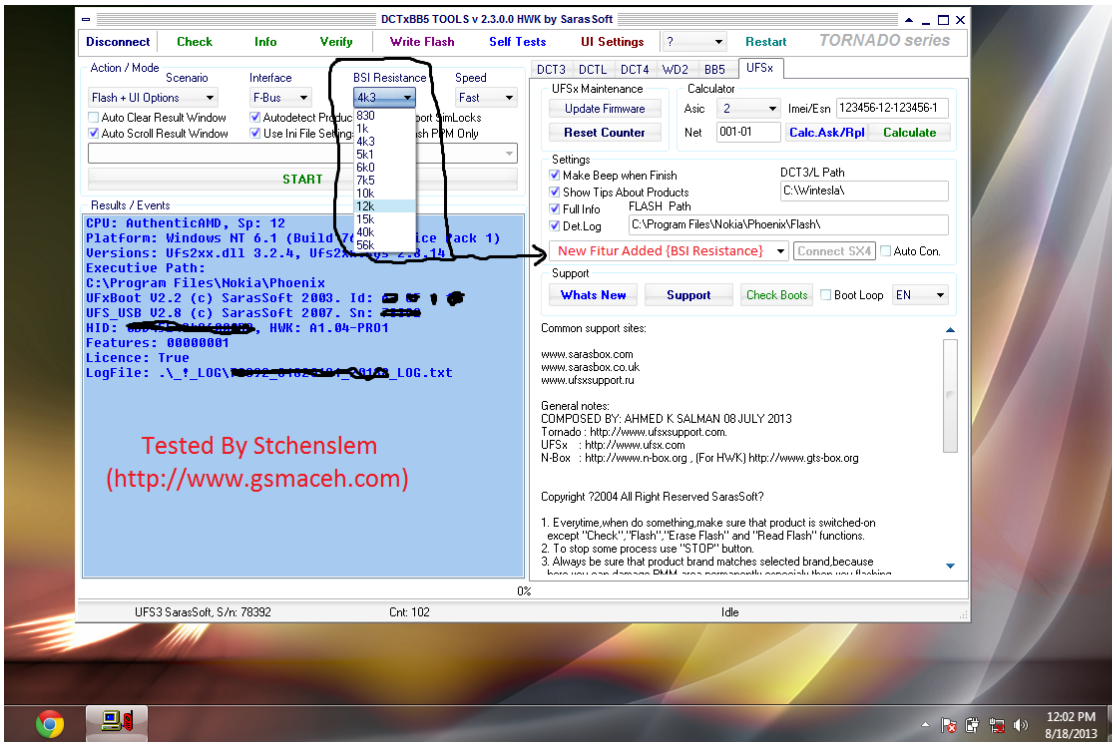 DCTxBB5 TOOLS v 2.3.0.0 HWK by SarasSoft
Disconnect Check Info Verify Write Flash Self Tests UI Settings ? Restart TORNADO series
Action / Mode
Scenario Interface BSI Resistance Speed
Flash + UI Options F-Bus 4k3 Fast
Auto Clear Result Window Autodetect SimLocks
Auto Scroll Result Window Use Ini File Only
830
1k
4k3
5k1
6k0
7k5
10k
12k
15k
40k
56k
START
Results / Events
CPU: AuthenticAMD, Sp: 12
Platform: Windows NT 6.1 (Build Pack 1)
Versions: Ufs2xx.dll 3.2.4, 2.8.14
Executive Path:
C:\Program Files\Nokia\Phoenix
UFxBoot V2.2 (c) SarasSoft 2003. Id:
UFS_USB V2.8 (c) SarasSoft 2007. Sn:
HID: , HWK: A1.04-PRO1
Features: 00000001
Licence: True
LogFile: .\_!_LOG\ _LOG.txt
Tested By Stchenslem
(http://www.gsmaceh.com)
DCT3 DCTL DCT4 WD2 BB5 UFSx
UFSx Maintenance
Update Firmware
Reset Counter
Calculator
Asic 2 Imei/Esn 123456-12-123456-1
Net 001-01 Calc.Ask/Rpl Calculate
Settings
Make Beep when Finish DCT3/L Path
Show Tips About Products C:\Wintesla\
Full Info FLASH Path
Det.Log C:\Program Files\Nokia\Phoenix\Flash\
New Fitur Added {BSI Resistance} Connect SX4 Auto Con.
Support
Whats New Support Check Boots Boot Loop EN
Common support sites:
www.sarasbox.com
www.sarasbox.co.uk
www.ufsxsupport.ru
General notes:
COMPOSED BY: AHMED K SALMAN 08 JULY 2013
Tornado : http://www.ufsxsupport.com.
UFSx : http://www.ufsx.com
N-Box : http://www.n-box.org , (For HWK) http://www.gts-box.org
Copyright ?2004 All Right Reserved SarasSoft?
1. Everytime,when do something,make sure that product is switched-on
except "Check","Flash","Erase Flash" and "Read Flash" functions.
2. To stop some process use "STOP" button.
3. Always be sure that product brand matches selected brand,because
0%
UFS3 SarasSoft, S/n: 78392 Cnt: 102 Idle
12:02 PM
8/18/2013